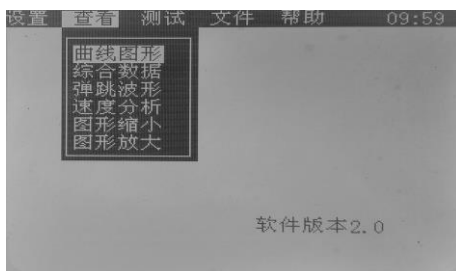 设置 查看 测试 文件 帮助 09:59
曲线图形
综合数据
弹跳波形
速度分析
图形缩小
图形放大
软件版本2.0